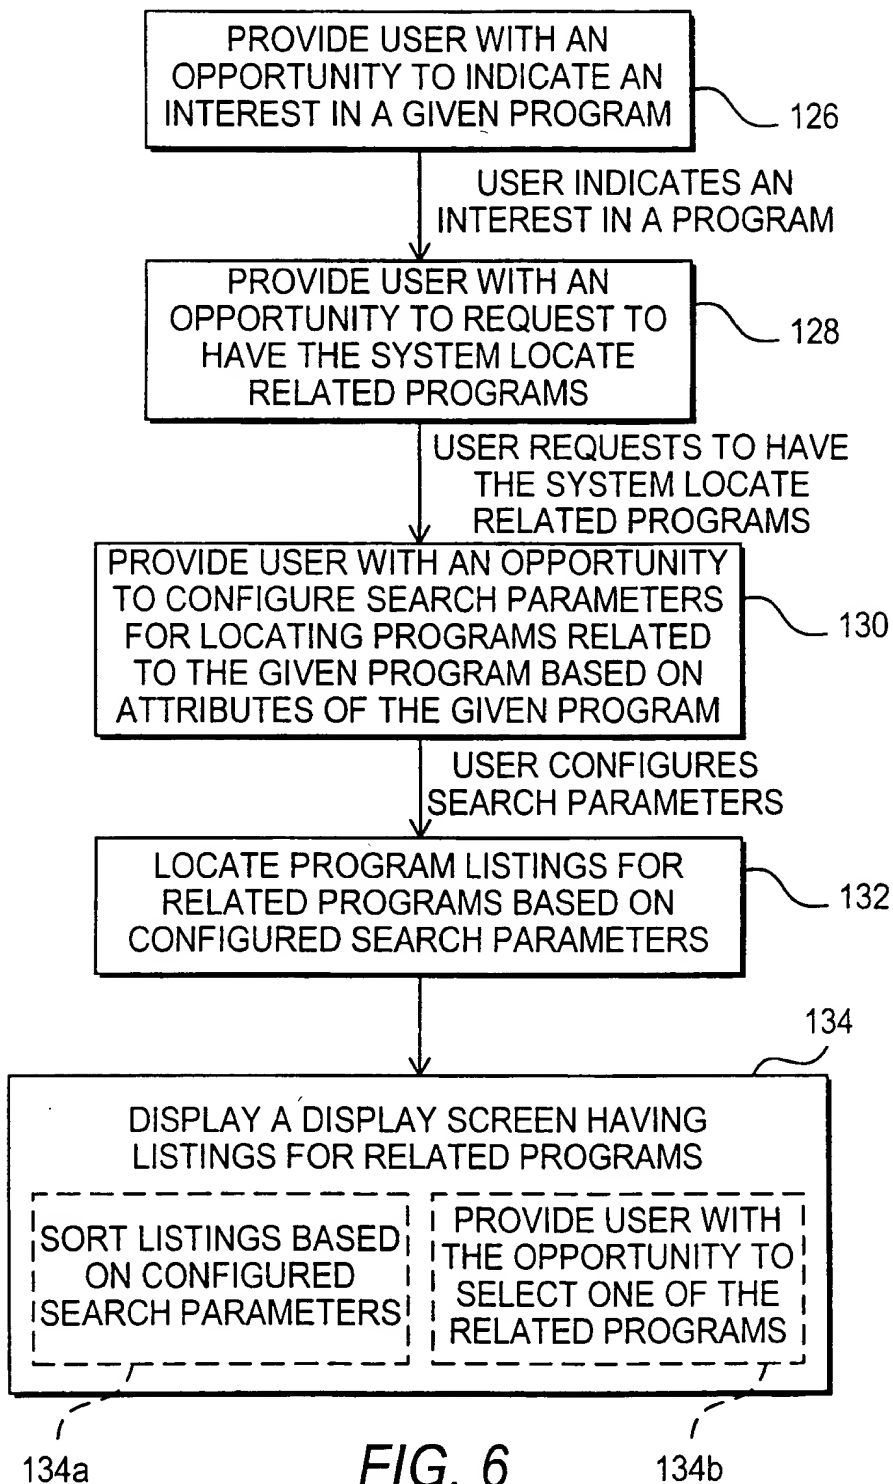 PROVIDE USER WITH AN
OPPORTUNITY TO INDICATE AN
INTEREST IN A GIVEN PROGRAM
126
USER INDICATES AN
INTEREST IN A PROGRAM
PROVIDE USER WITH AN
OPPORTUNITY TO REQUEST TO
HAVE THE SYSTEM LOCATE
RELATED PROGRAMS
128
USER REQUESTS TO HAVE
THE SYSTEM LOCATE
RELATED PROGRAMS
PROVIDE USER WITH AN OPPORTUNITY
TO CONFIGURE SEARCH PARAMETERS
FOR LOCATING PROGRAMS RELATED
TO THE GIVEN PROGRAM BASED ON
ATTRIBUTES OF THE GIVEN PROGRAM
130
USER CONFIGURES
SEARCH PARAMETERS
LOCATE PROGRAM LISTINGS FOR
RELATED PROGRAMS BASED ON
CONFIGURED SEARCH PARAMETERS
132
134
DISPLAY A DISPLAY SCREEN HAVING
LISTINGS FOR RELATED PROGRAMS
SORT LISTINGS BASED
ON CONFIGURED
SEARCH PARAMETERS
PROVIDE USER WITH
THE OPPORTUNITY TO
SELECT ONE OF THE
RELATED PROGRAMS
134a
FIG. 6
134b